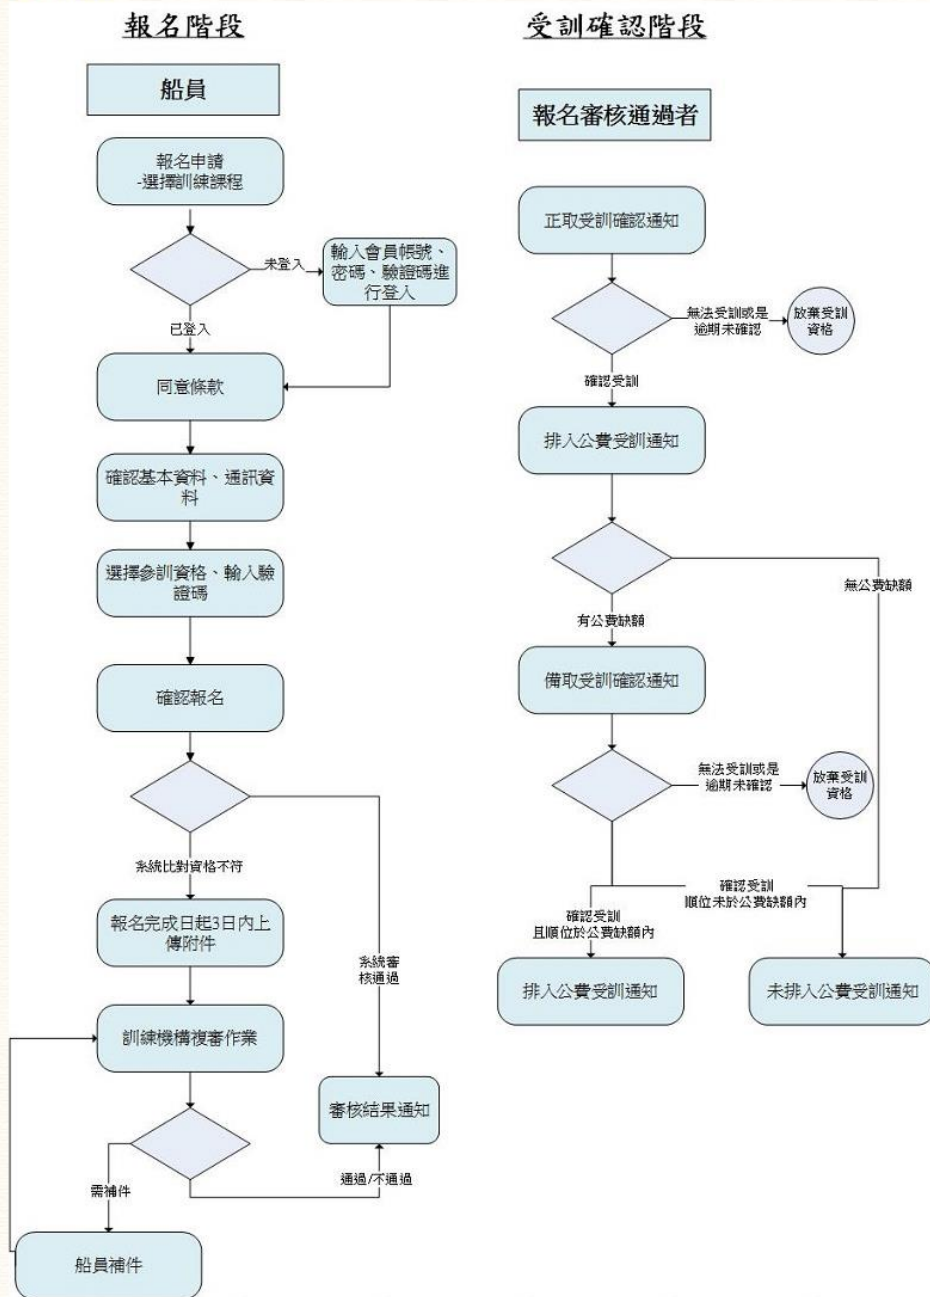 報名階段
船員
報名申請
-選擇訓練課程
未登入
輸入會員帳號、
密碼、驗證碼進
行登入
已登入
同意條款
確認基本資料、通訊資
料
選擇參訓資格、輸入驗
證碼
確認報名
系統比對資格不符
報名完成日起3日內上
傳附件
系統審
核通過
訓練機構複審作業
審核結果通知
通過/不通過
需補件
船員補件
受訓確認階段
報名審核通過者
正取受訓確認通知
無法受訓或是
逾期未確認
放棄受訓
資格
確認受訓
排入公費受訓通知
無公費缺額
有公費缺額
備取受訓確認通知
無法受訓或是
逾期未確認
放棄受訓
資格
確認受訓
且順位於公費缺額內
確認受訓
順位未於公費缺額內
排入公費受訓通知
未排入公費受訓通知